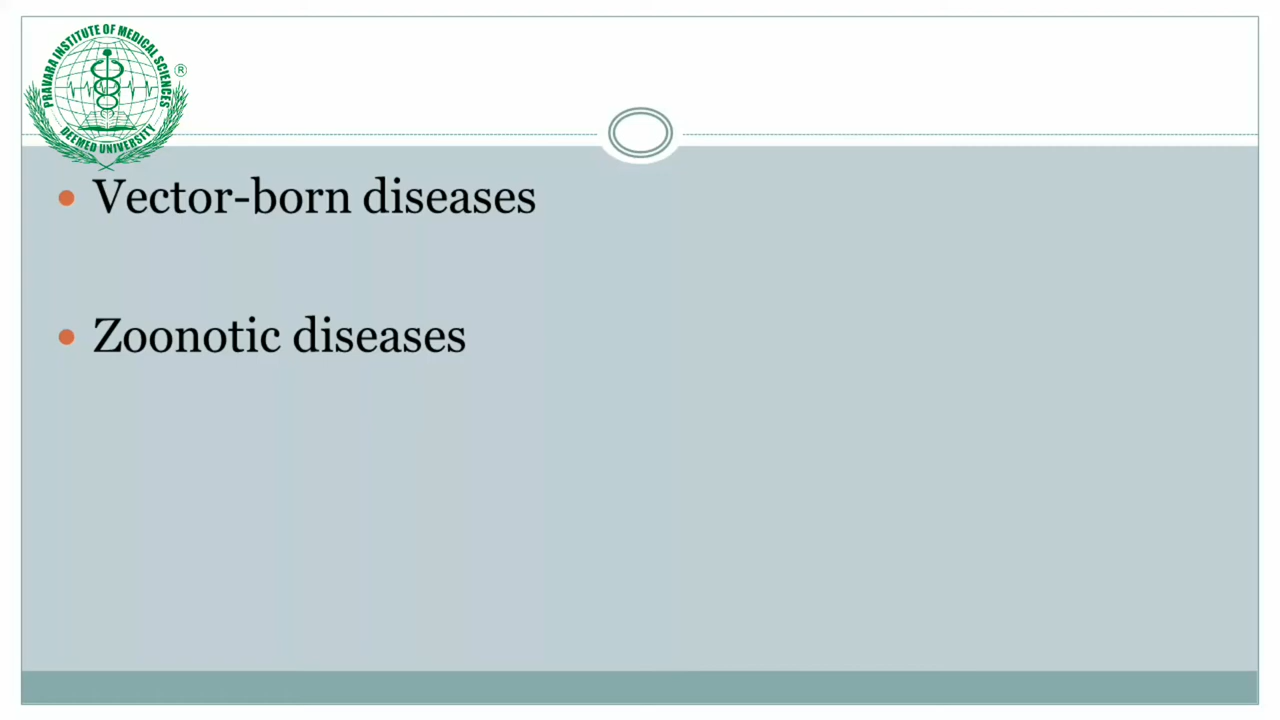 PRAVARA INSTITUTE OF MEDICAL SCIENCES
®
DEEMED UNIVERSITY
• Vector-born diseases
• Zoonotic diseases